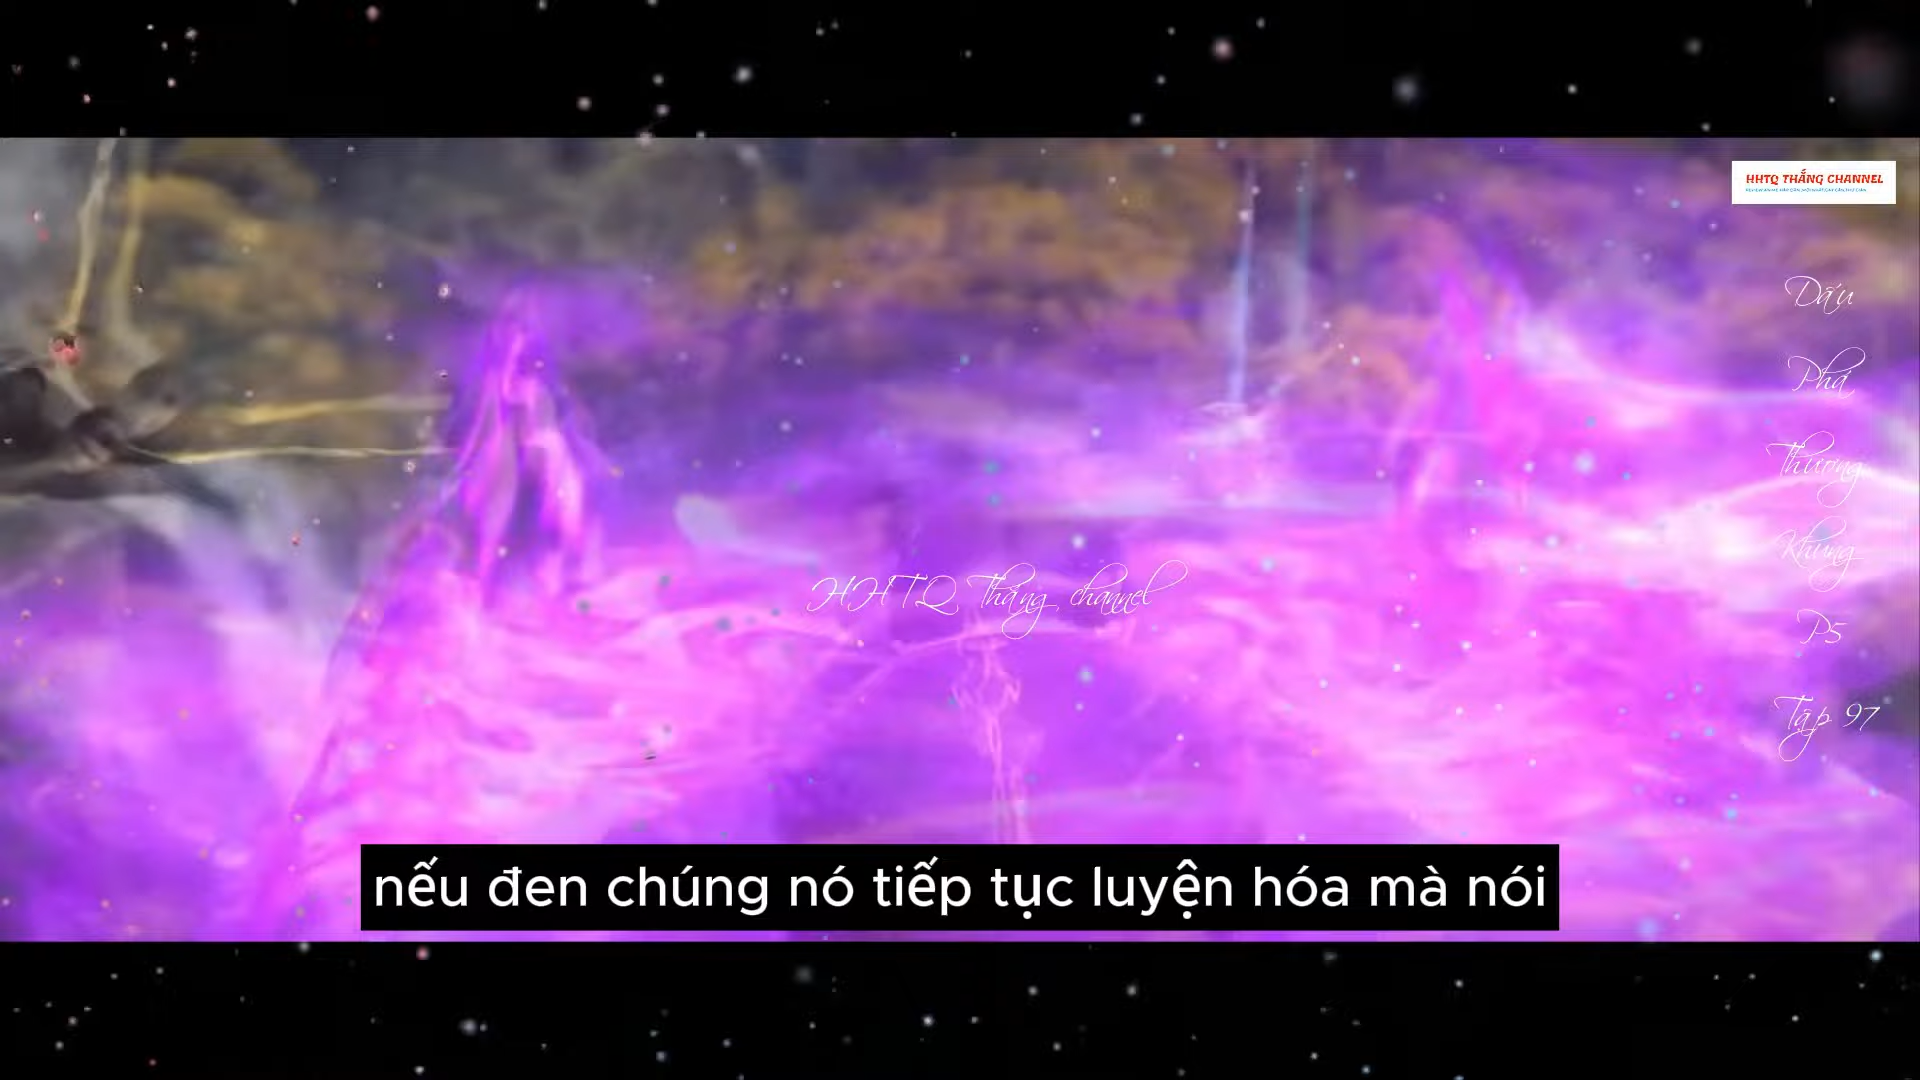 HHTQ THẮNG CHANNEL
Dấu
Phá
Thương
Khung
P5
Tập 97
HHTQ Thắng channel
nếu đen chúng nó tiếp tục luyện hóa mà nói